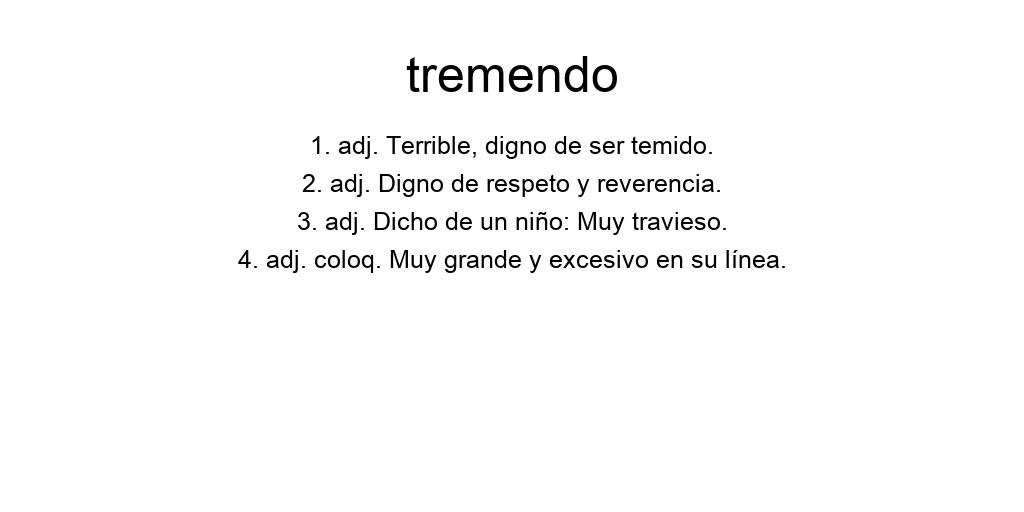 tremendo
1. adj. Terrible, digno de ser temido.
2. adj. Digno de respeto y reverencia.
3. adj. Dicho de un niño: Muy travieso.
4. adj. coloq. Muy grande y excesivo en su línea.